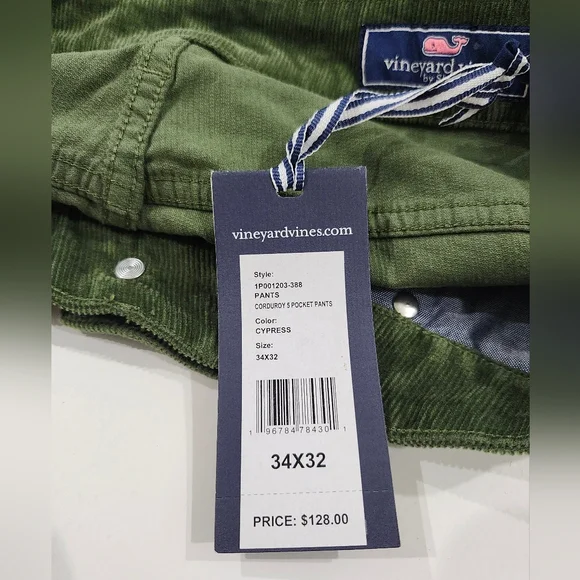 vineyard vines
by
vineyardvines.com
Style:
1P001203-388
PANTS
CORDUROY 5 POCKET PANTS
Color:
CYPRESS
Size:
34X32
1 96784 78430 1
34X32
PRICE: $128.00